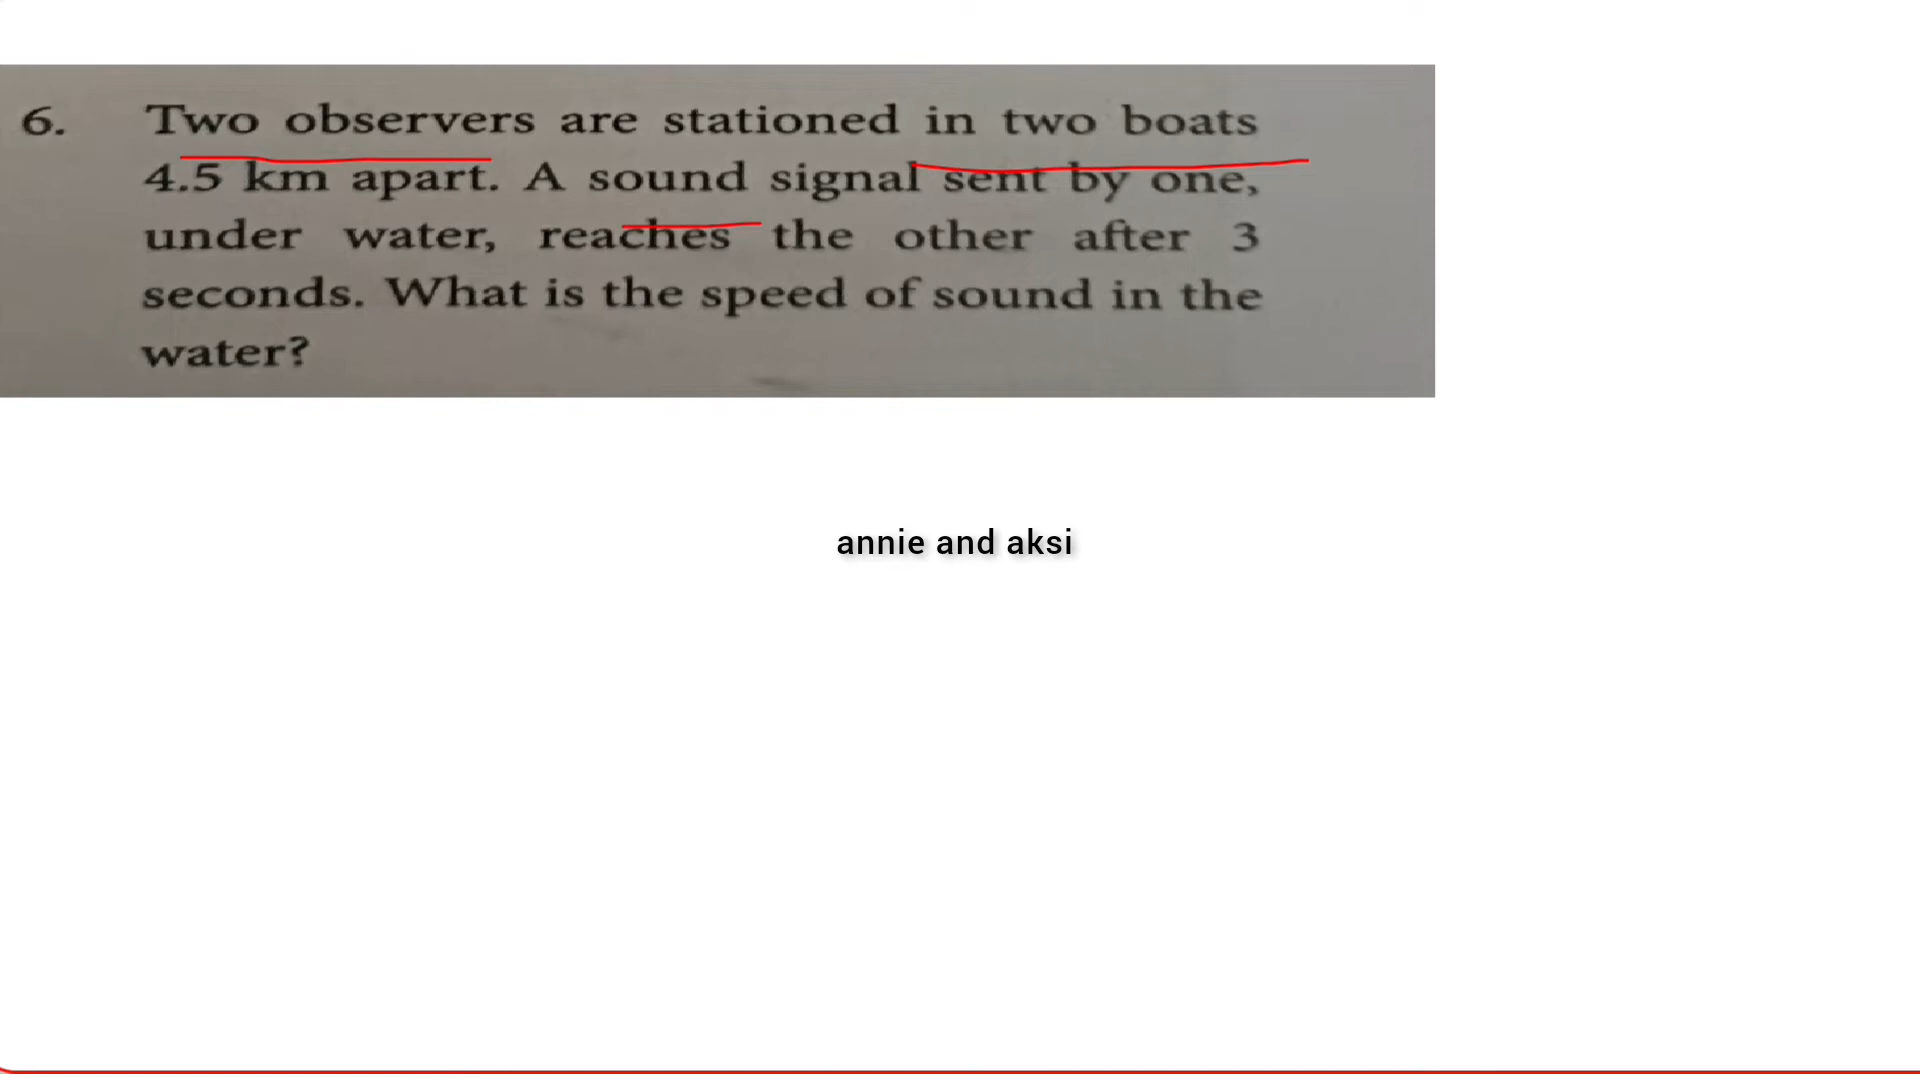 6. Two observers are stationed in two boats
4.5 km apart. A sound signal sent by one,
under water, reaches the other after 3
seconds. What is the speed of sound in the
water?
annie and aksi